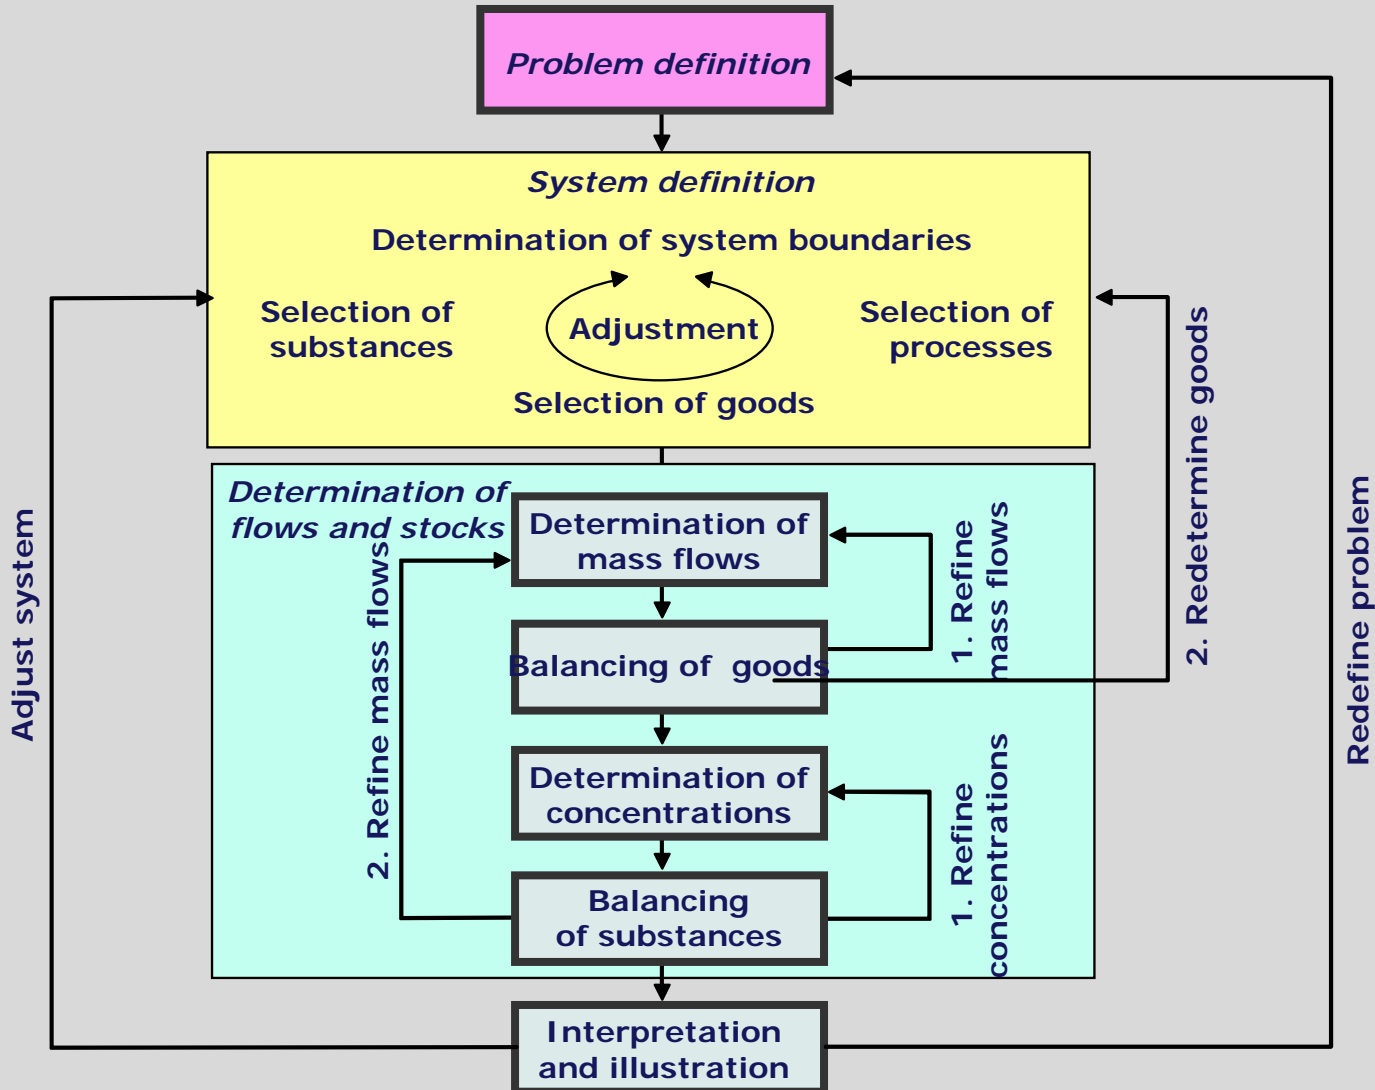 Problem definition
System definition
Determination of system boundaries
Selection of
substances
Adjustment
Selection of
processes
Selection of goods
Determination of
flows and stocks
Determination of
mass flows
Balancing of  goods
Determination of
concentrations
Balancing
of substances
Interpretation
and illustration
Adjust system
2. Refine mass flows
1. Refine
mass flows
1. Refine
concentrations
2. Redetermine goods
Redefine problem